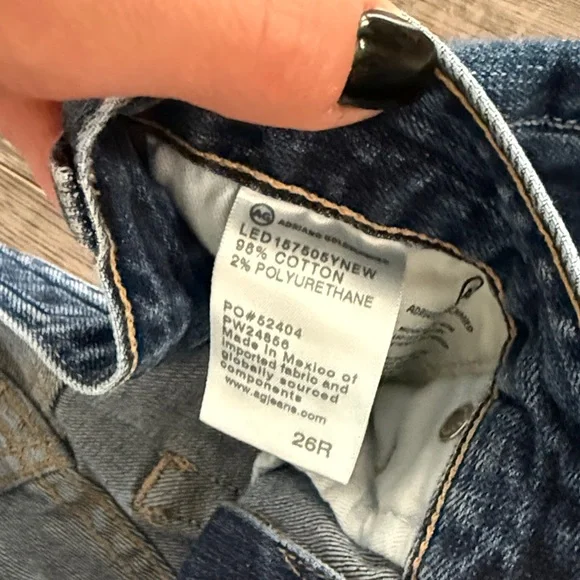 AG ADRIANO GOLDSCHMIED
LED157505YNEW
98% COTTON
2% POLYURETHANE
PO#52404
PW24856
Made in Mexico of
imported fabric and
globally sourced
components
www.agjeans.com
26R